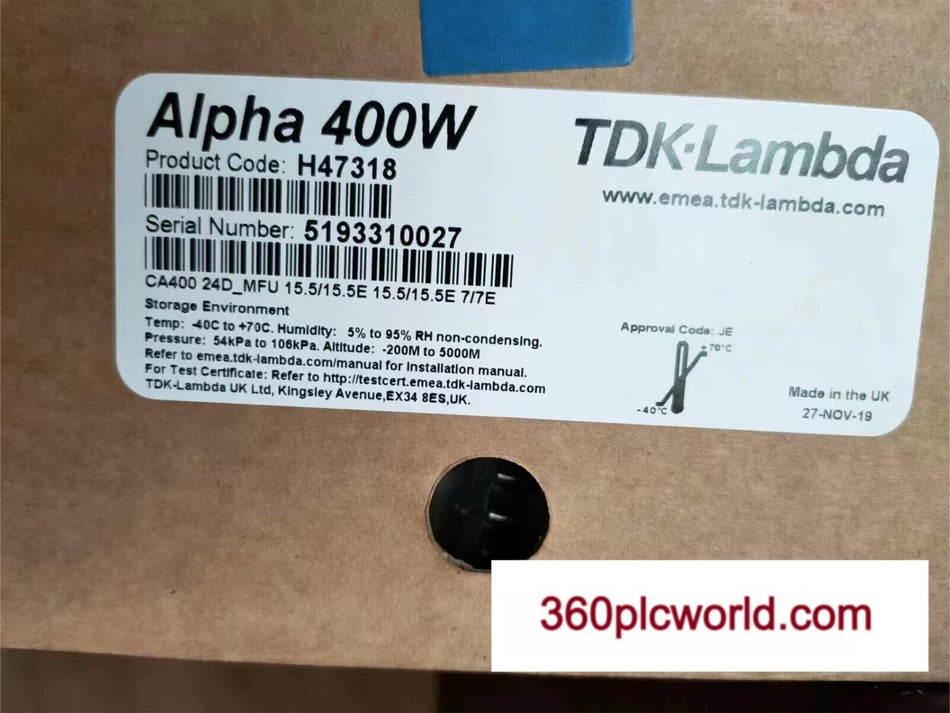 Alpha 400W
TDK·Lambda
Product Code: H47318
www.emea.tdk-lambda.com
Serial Number: 5193310027
CA400 24D_MFU 15.5/15.5E 15.5/15.5E 7/7E
Storage Environment
Temp: -40C to +70C. Humidity: 5% to 95% RH non-condensing.
Pressure: 54kPa to 106kPa. Altitude: -200M to 5000M
Refer to emea.tdk-lambda.com/manual for installation manual.
For Test Certificate: Refer to http://testcert.emea.tdk-lambda.com
TDK-Lambda UK Ltd, Kingsley Avenue,EX34 8ES,UK.
Approval Code: JE
+70°C
-40°C
Made in the UK
27-NOV-19
360plcworld.com